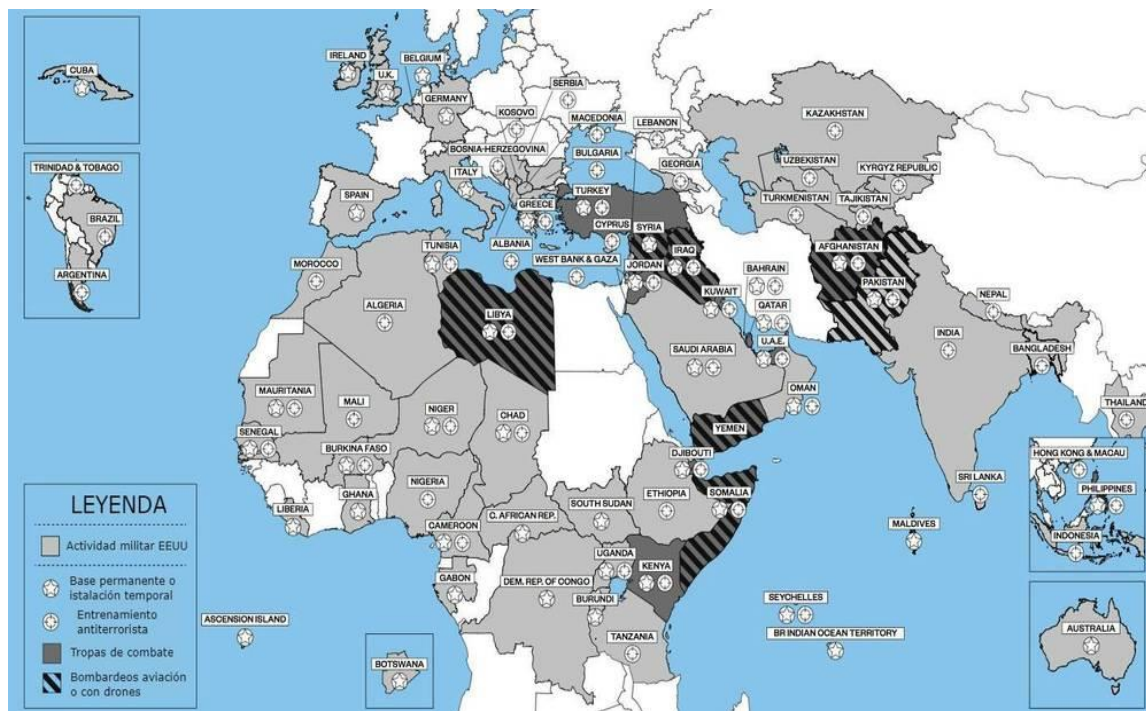 CUBA
TRINIDAD & TOBAGO
BRAZIL
ARGENTINA
IRELAND
U.K.
BELGIUM
GERMANY
SERBIA
KOSOVO
MACEDONIA
LEBANON
BOSNIA-HERZEGOVINA
BULGARIA
GEORGIA
ITALY
SPAIN
GREECE
TURKEY
CYPRUS
SYRIA
IRAQ
ALBANIA
WEST BANK & GAZA
JORDAN
TUNISIA
MOROCCO
ALGERIA
LIBYA
KUWAIT
BAHRAIN
QATAR
U.A.E.
SAUDI ARABIA
OMAN
YEMEN
KAZAKHSTAN
UZBEKISTAN
KYRGYZ REPUBLIC
TURKMENISTAN
TAJIKISTAN
AFGHANISTAN
PAKISTAN
NEPAL
INDIA
BANGLADESH
THAILAND
SRI LANKA
MALDIVES
HONG KONG & MACAU
PHILIPPINES
INDONESIA
AUSTRALIA
MAURITANIA
MALI
NIGER
CHAD
SENEGAL
BURKINA FASO
NIGERIA
GHANA
LIBERIA
CAMEROON
C. AFRICAN REP.
SOUTH SUDAN
ETHIOPIA
DJIBOUTI
SOMALIA
UGANDA
KENYA
GABON
DEM. REP. OF CONGO
BURUNDI
TANZANIA
SEYCHELLES
BR INDIAN OCEAN TERRITORY
ASCENSION ISLAND
BOTSWANA
LEYENDA
Actividad militar EEUU
Base permanente o
istalación temporal
Entrenamiento
antiterrorista
Tropas de combate
Bombardeos aviación
o con drones